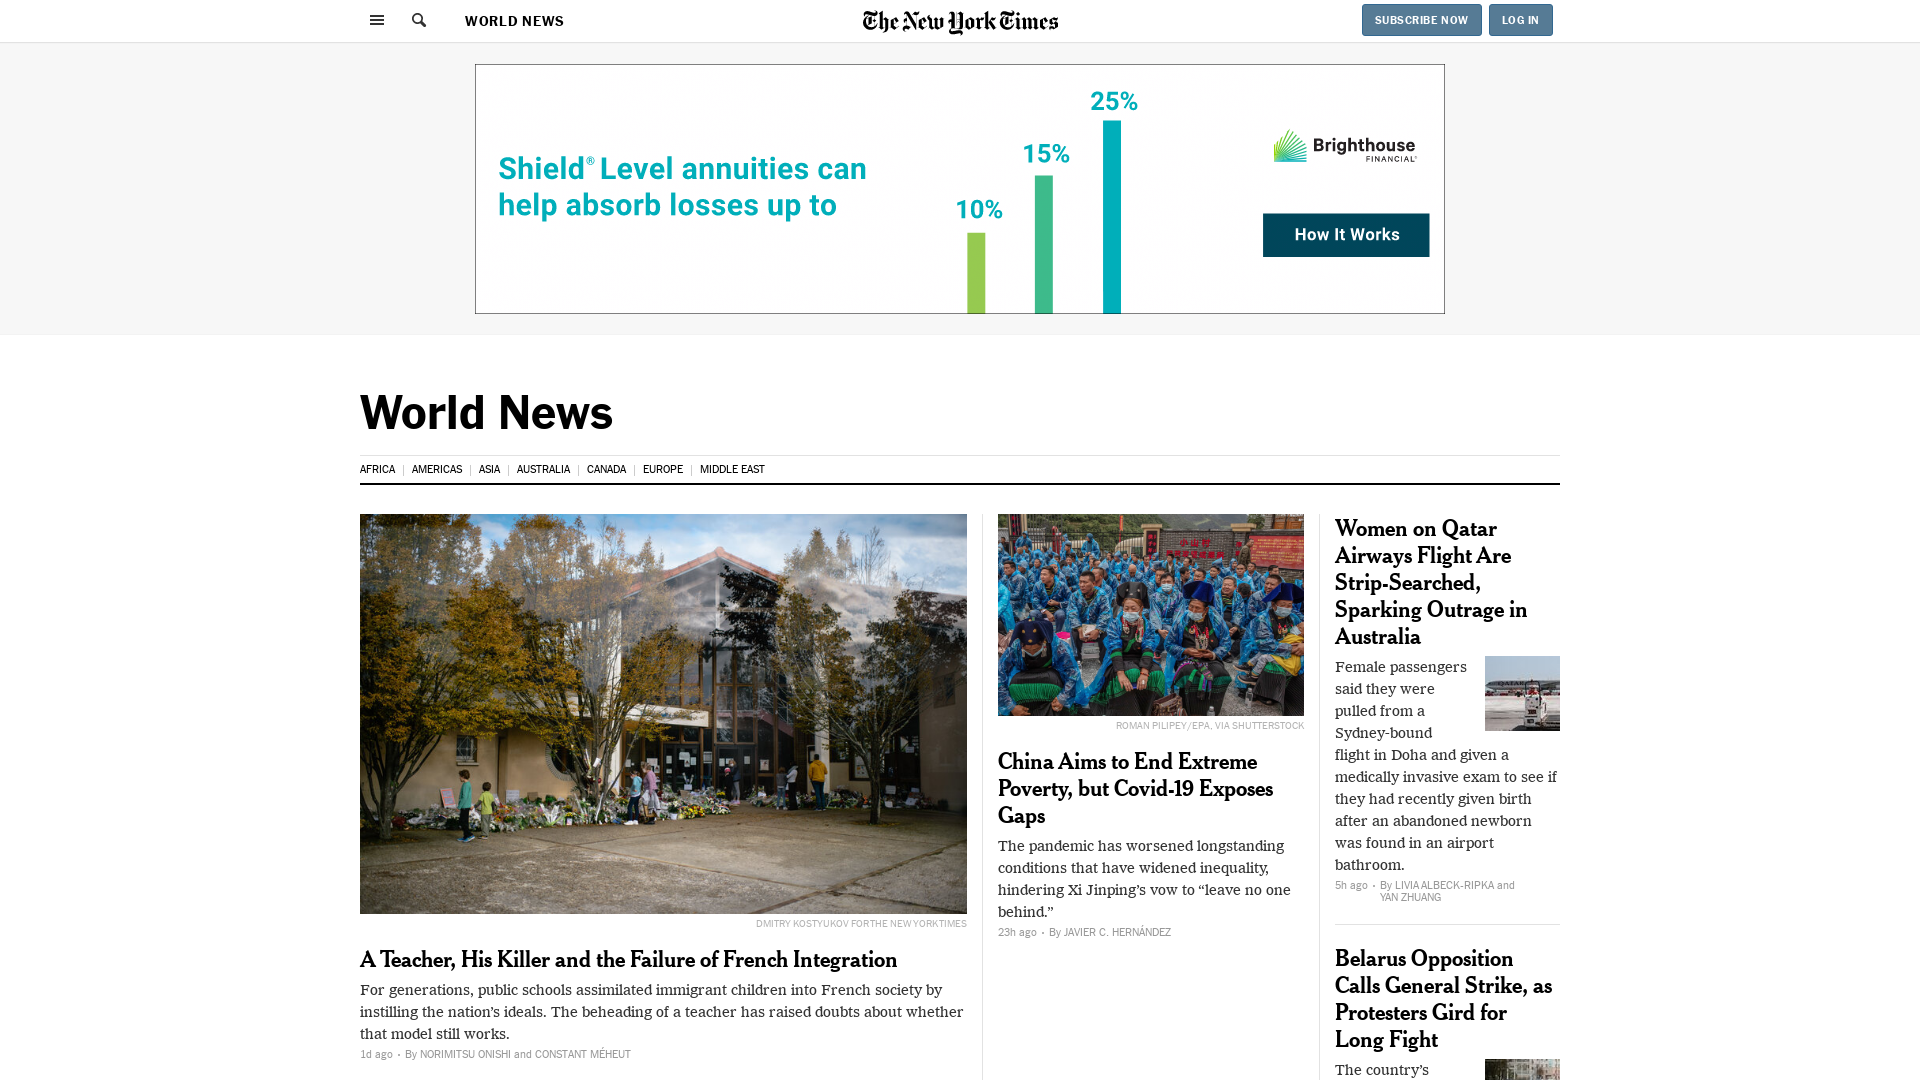 WORLD NEWS
The New York Times
SUBSCRIBE NOW
LOG IN
Shield® Level annuities can
help absorb losses up to
10%
15%
25%
Brighthouse
FINANCIAL®
How It Works
World News
AFRICA
AMERICAS
ASIA
AUSTRALIA
CANADA
EUROPE
MIDDLE EAST
DMITRY KOSTYUKOV FOR THE NEW YORK TIMES
A Teacher, His Killer and the Failure of French Integration
For generations, public schools assimilated immigrant children into French society by
instilling the nation’s ideals. The beheading of a teacher has raised doubts about whether
that model still works.
1d ago • By NORIMITSU ONISHI and CONSTANT MÉHEUT
ROMAN PILIPEY/EPA, VIA SHUTTERSTOCK
China Aims to End Extreme
Poverty, but Covid-19 Exposes
Gaps
The pandemic has worsened longstanding
conditions that have widened inequality,
hindering Xi Jinping’s vow to “leave no one
behind.”
23h ago • By JAVIER C. HERNÁNDEZ
Women on Qatar
Airways Flight Are
Strip-Searched,
Sparking Outrage in
Australia
Female passengers
said they were
pulled from a
Sydney-bound
flight in Doha and given a
medically invasive exam to see if
they had recently given birth
after an abandoned newborn
was found in an airport
bathroom.
5h ago • By LIVIA ALBECK-RIPKA and
YAN ZHUANG
Belarus Opposition
Calls General Strike, as
Protesters Gird for
Long Fight
The country’s